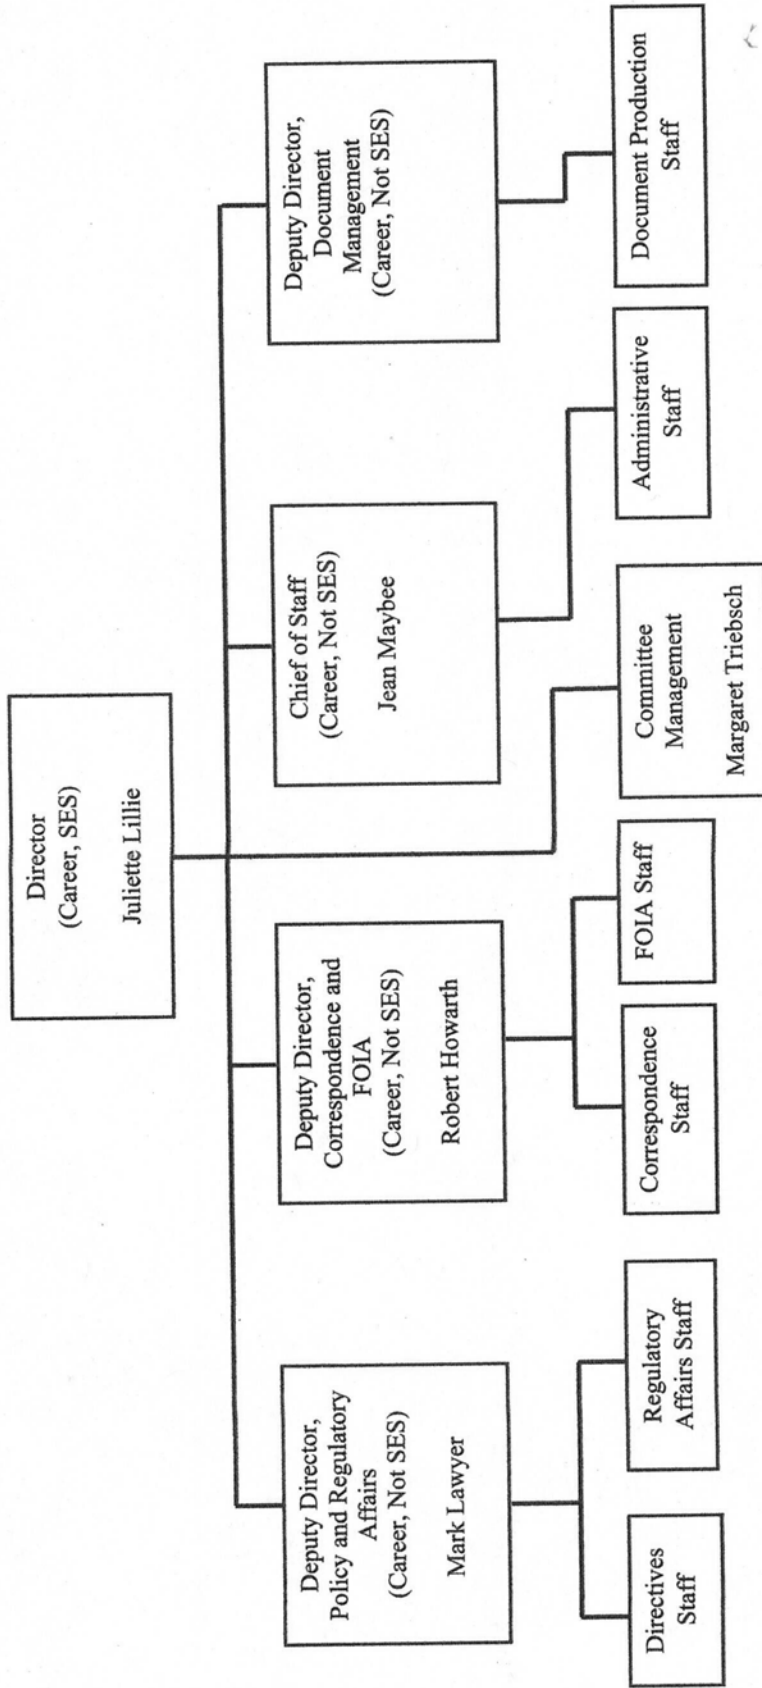 Director
(Career, SES)
Juliette Lillie
Deputy Director,
Policy and Regulatory
Affairs
(Career, Not SES)
Mark Lawyer
Deputy Director,
Correspondence and
FOIA
(Career, Not SES)
Robert Howarth
Chief of Staff
(Career, Not SES)
Jean Maybee
Deputy Director,
Document
Management
(Career, Not SES)
Directives
Staff
Regulatory
Affairs Staff
Correspondence
Staff
FOIA Staff
Committee
Management
Margaret Triebsch
Administrative
Staff
Document Production
Staff